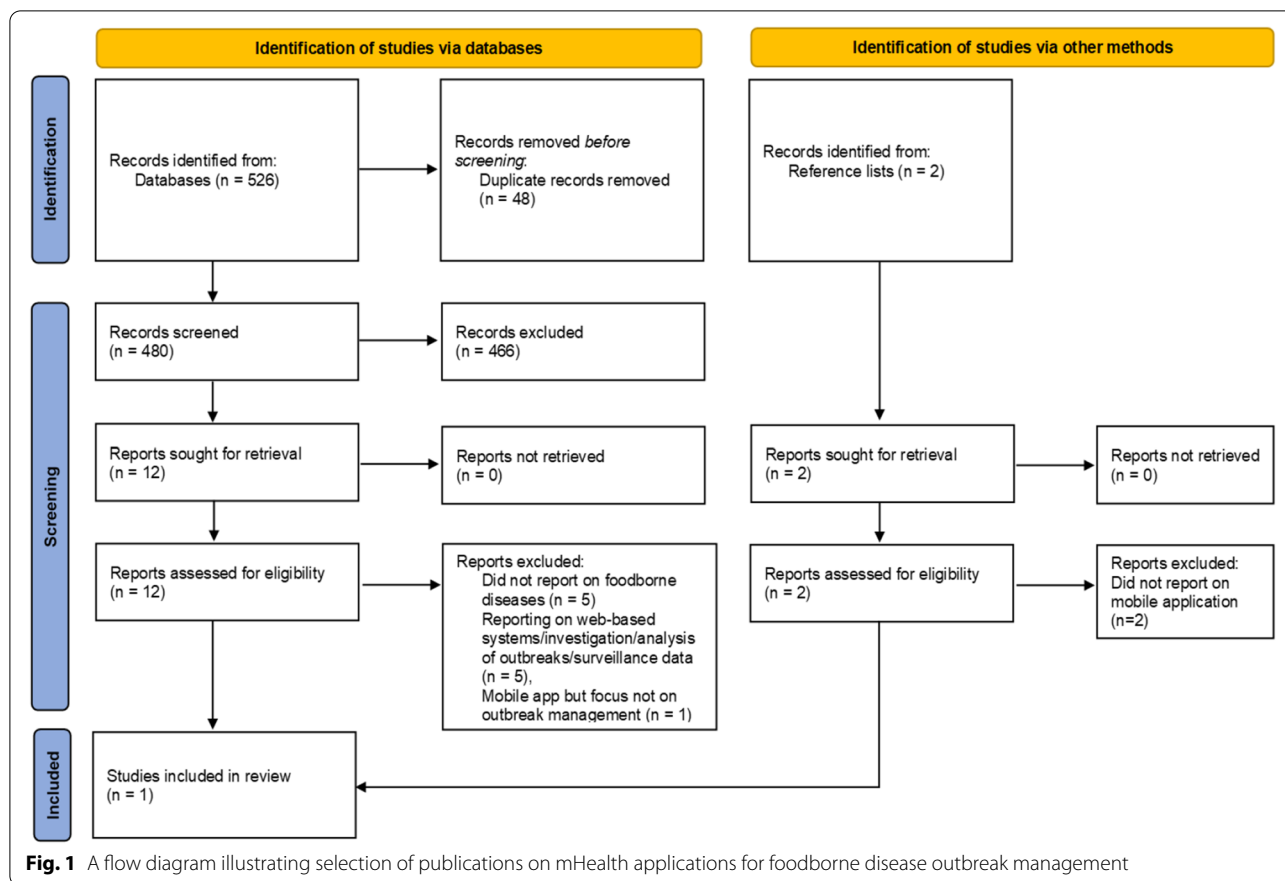 Identification of studies via databases
Identification of studies via other methods
Identification
Records identified from:
Databases (n = 526)
Records removed before
screening:
Duplicate records removed
(n = 48)
Records identified from:
Reference lists (n = 2)
Screening
Records screened
(n = 480)
Records excluded
(n = 466)
Reports sought for retrieval
(n = 12)
Reports not retrieved
(n = 0)
Reports sought for retrieval
(n = 2)
Reports not retrieved
(n = 0)
Reports assessed for eligibility
(n = 12)
Reports excluded:
Did not report on foodborne
diseases (n = 5)
Reporting on web-based
systems/investigation/analysis
of outbreaks/surveillance data
(n = 5),
Mobile app but focus not on
outbreak management (n = 1)
Reports assessed for eligibility
(n = 2)
Reports excluded:
Did not report on
mobile application
(n=2)
Included
Studies included in review
(n = 1)
Fig. 1 A flow diagram illustrating selection of publications on mHealth applications for foodborne disease outbreak management